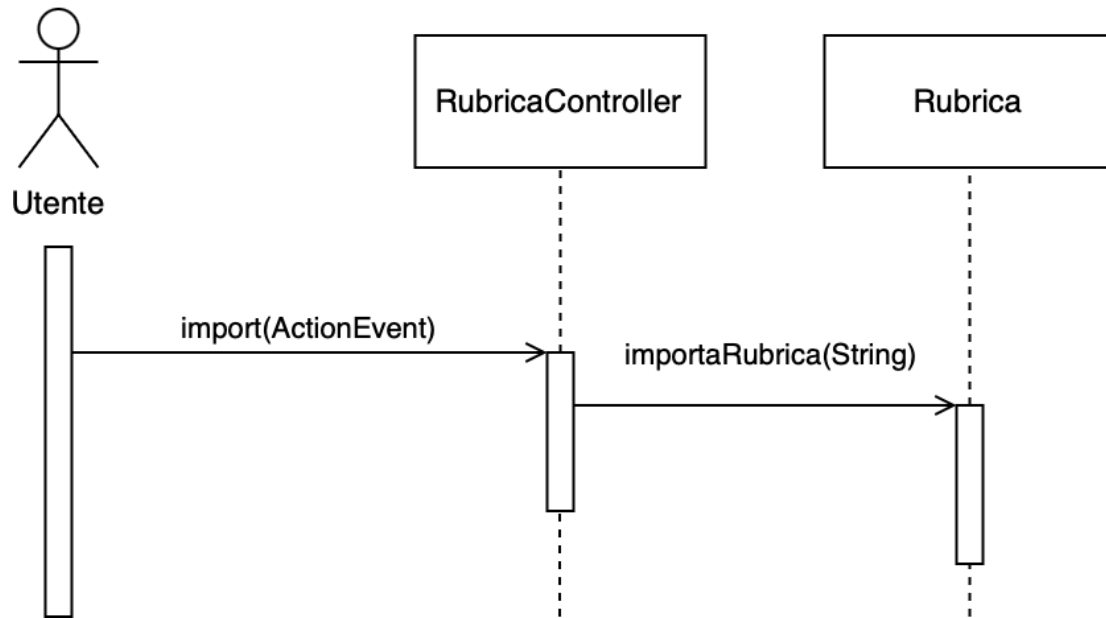 RubricaController
Rubrica
Utente
import(ActionEvent)
importaRubrica(String)